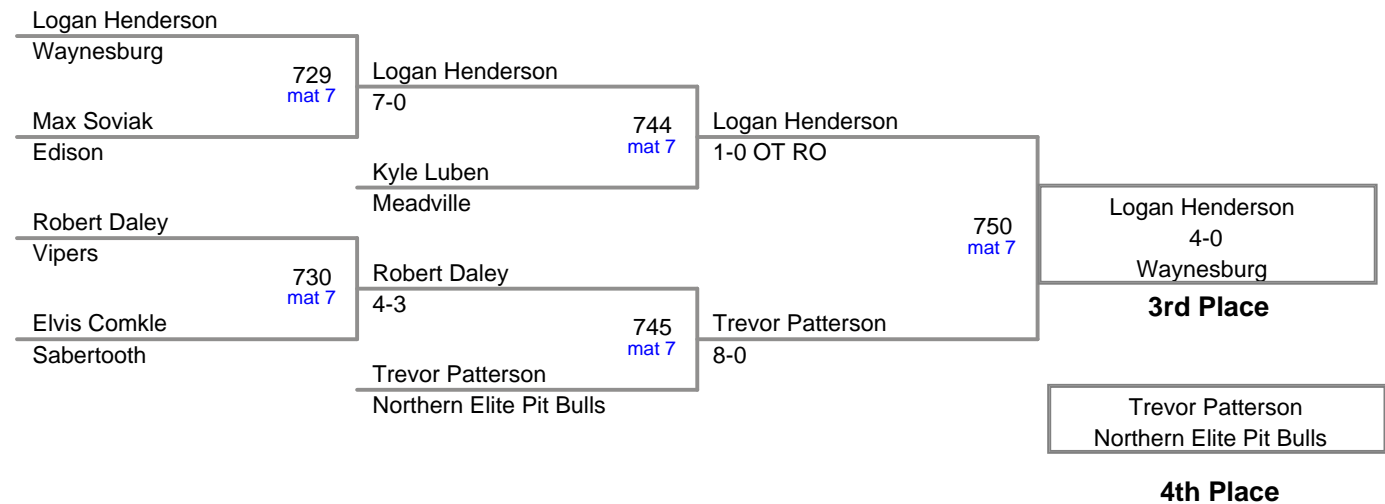 Logan Henderson
Waynesburg
729
mat 7
Logan Henderson
7-0
Max Soviak
Edison
744
mat 7
Logan Henderson
1-0 OT RO
Kyle Luben
Meadville
Robert Daley
Vipers
750
mat 7
Logan Henderson
4-0
Waynesburg
3rd Place
730
mat 7
Robert Daley
4-3
Elvis Comkle
Sabertooth
745
mat 7
Trevor Patterson
8-0
Trevor Patterson
Northern Elite Pit Bulls
Trevor Patterson
Northern Elite Pit Bulls
4th Place